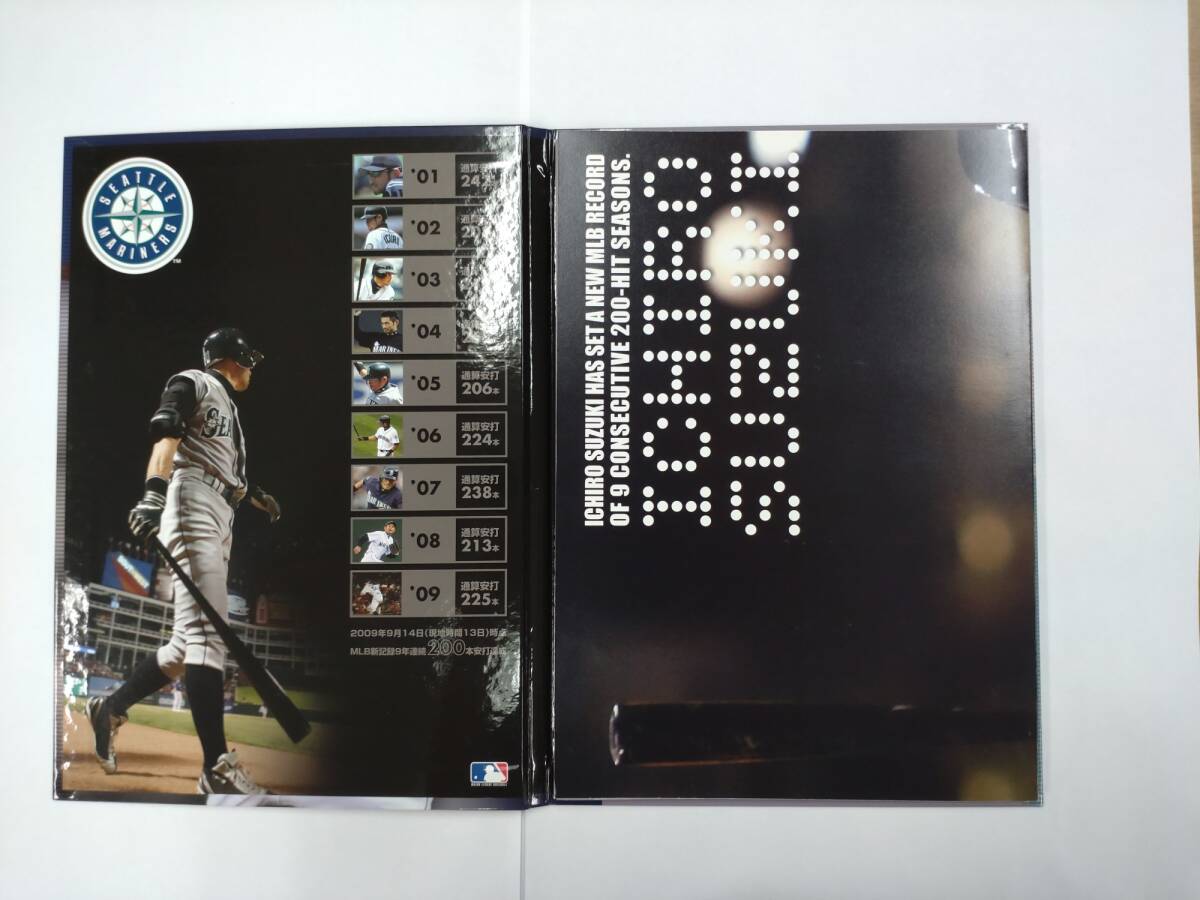 SEATTLE
MARINERS
TM
'01
通算安打
'02
'03
'04
'05
通算安打
206本
'06
通算安打
224本
'07
通算安打
238本
'08
通算安打
213本
'09
通算安打
225本
2009年9月14日(現地時間13日)時点
MLB新記録9年連続200本安打達成
ICHIRO SUZUKI HAS SET A NEW MLB RECORD
OF 9 CONSECUTIVE 200-HIT SEASONS.
ICHIRO
SUZUKI